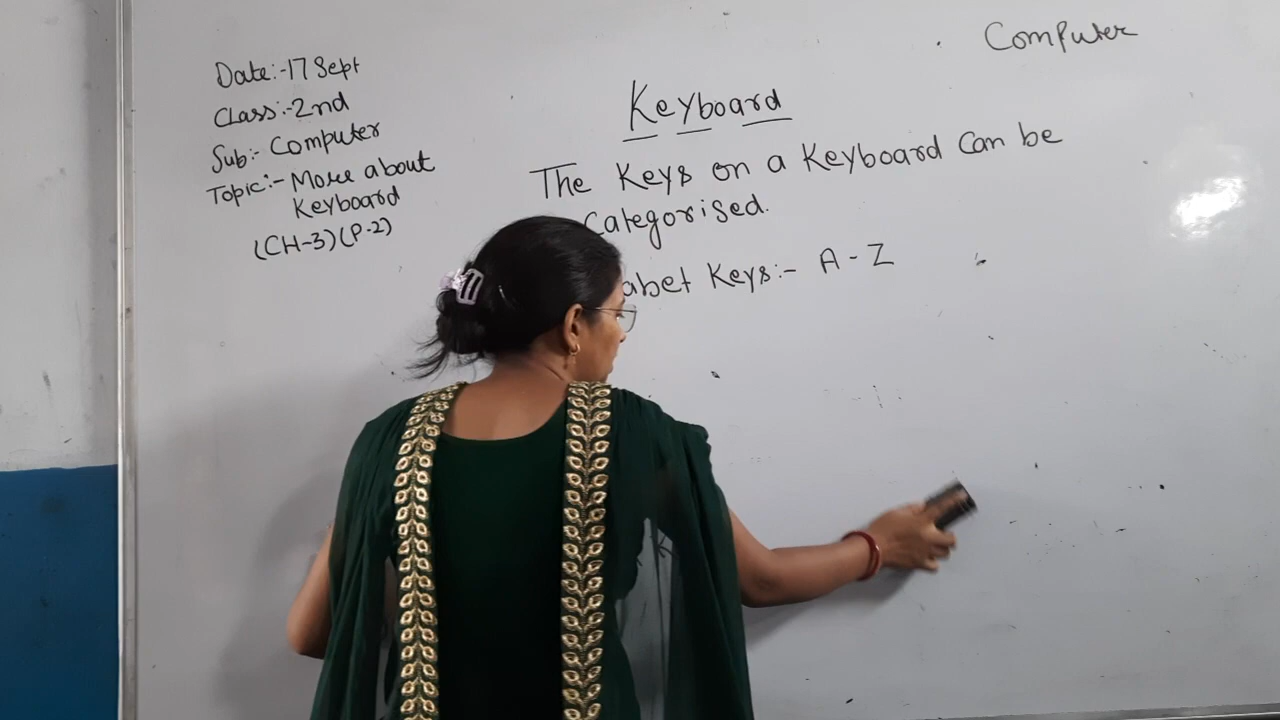 Computer
Date:-17 Sept
Class:-2nd
Sub:- Computer
Topic:- More about
Keyboard
(CH-3)(P-2)
Keyboard
The Keys on a Keyboard Can be
Categorised.
Keys:- A-Z